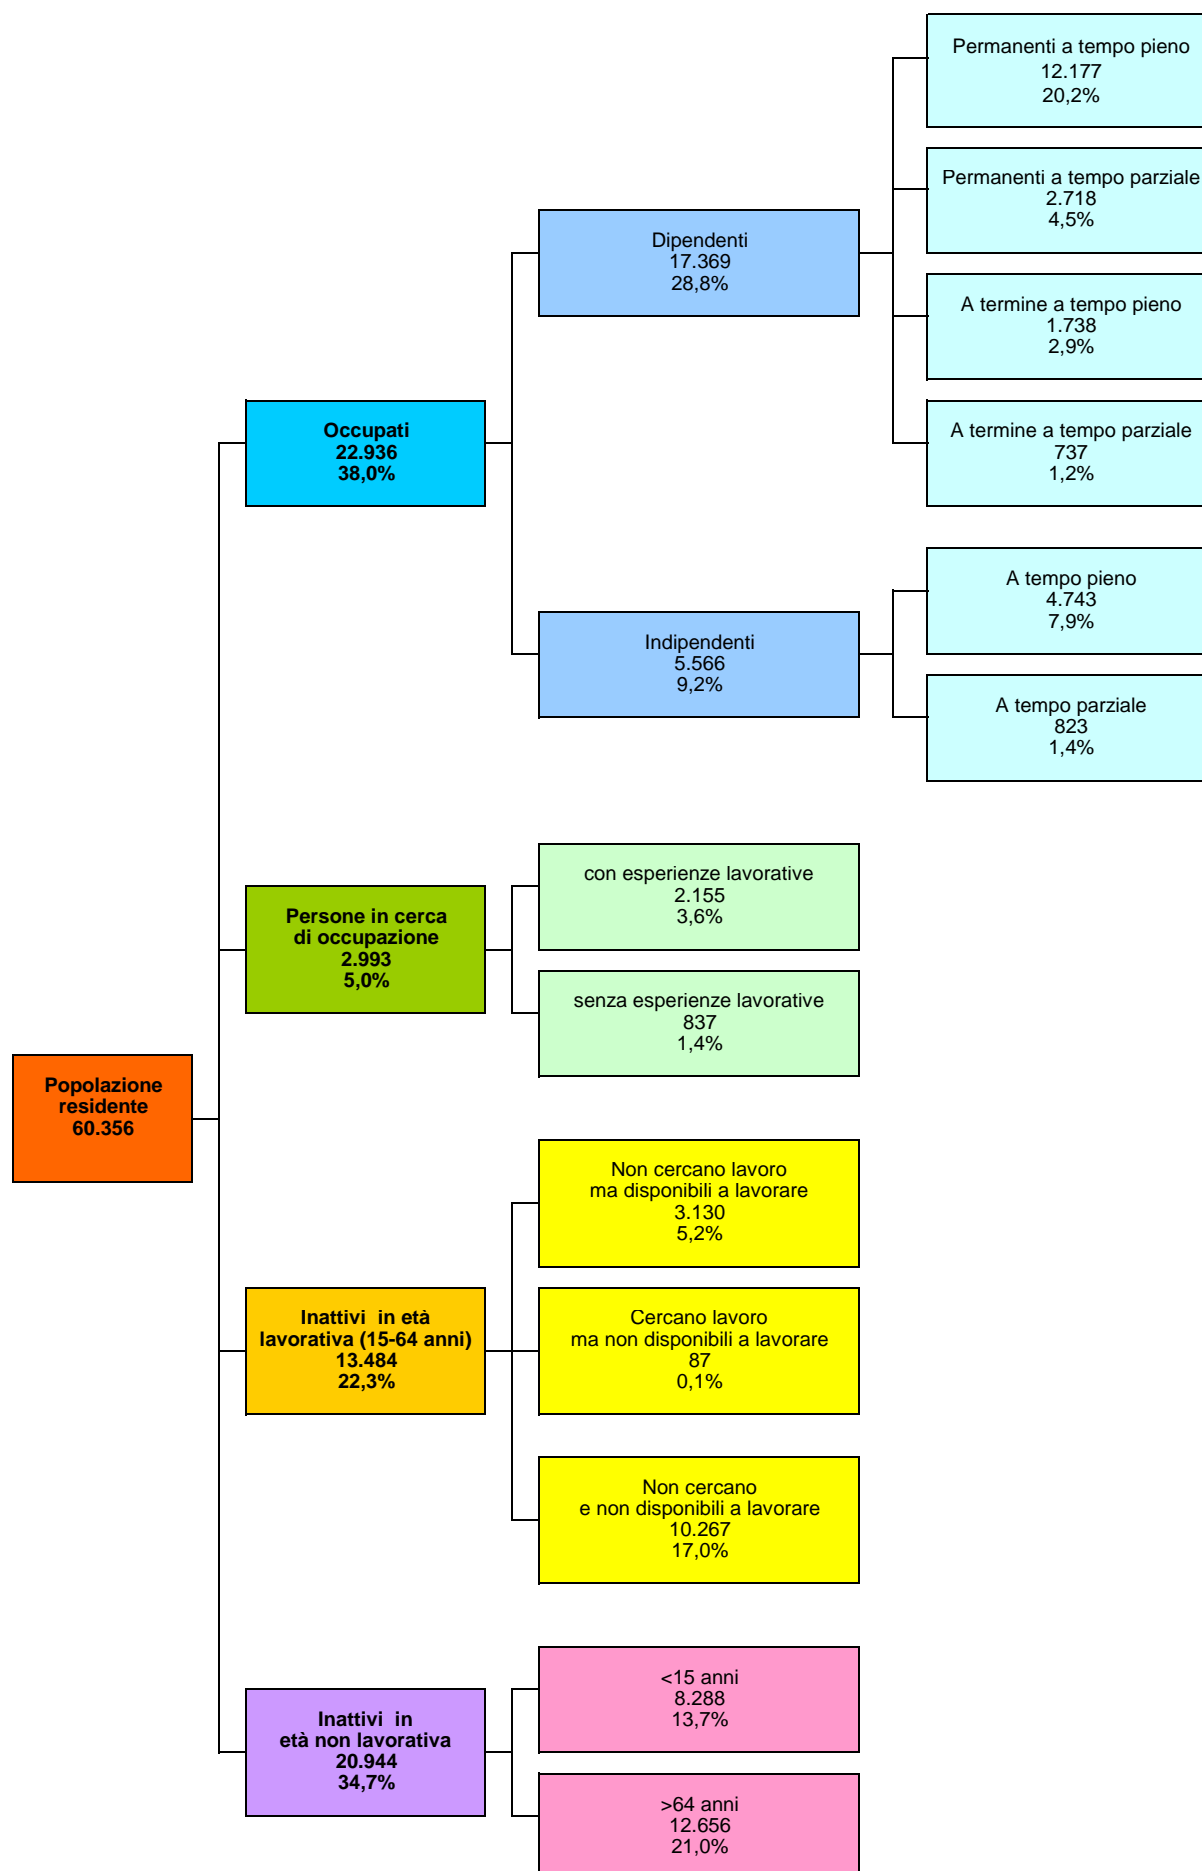 Popolazione
residente
60.356
Occupati
22.936
38,0%
Dipendenti
17.369
28,8%
Permanenti a tempo pieno
12.177
20,2%
Permanenti a tempo parziale
2.718
4,5%
A termine a tempo pieno
1.738
2,9%
A termine a tempo parziale
737
1,2%
Indipendenti
5.566
9,2%
A tempo pieno
4.743
7,9%
A tempo parziale
823
1,4%
Persone in cerca
di occupazione
2.993
5,0%
con esperienze lavorative
2.155
3,6%
senza esperienze lavorative
837
1,4%
Inattivi in età
lavorativa (15-64 anni)
13.484
22,3%
Non cercano lavoro
ma disponibili a lavorare
3.130
5,2%
Cercano lavoro
ma non disponibili a lavorare
87
0,1%
Non cercano
e non disponibili a lavorare
10.267
17,0%
Inattivi in
età non lavorativa
20.944
34,7%
<15 anni
8.288
13,7%
>64 anni
12.656
21,0%